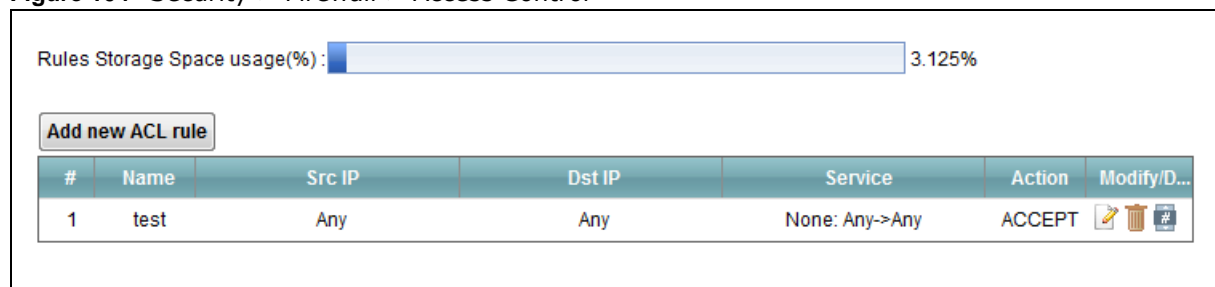 Rules Storage Space usage(%) : 3.125%
Add new ACL rule
# Name Src IP Dst IP Service Action Modify/D...
1 test Any Any None: Any->Any ACCEPT #